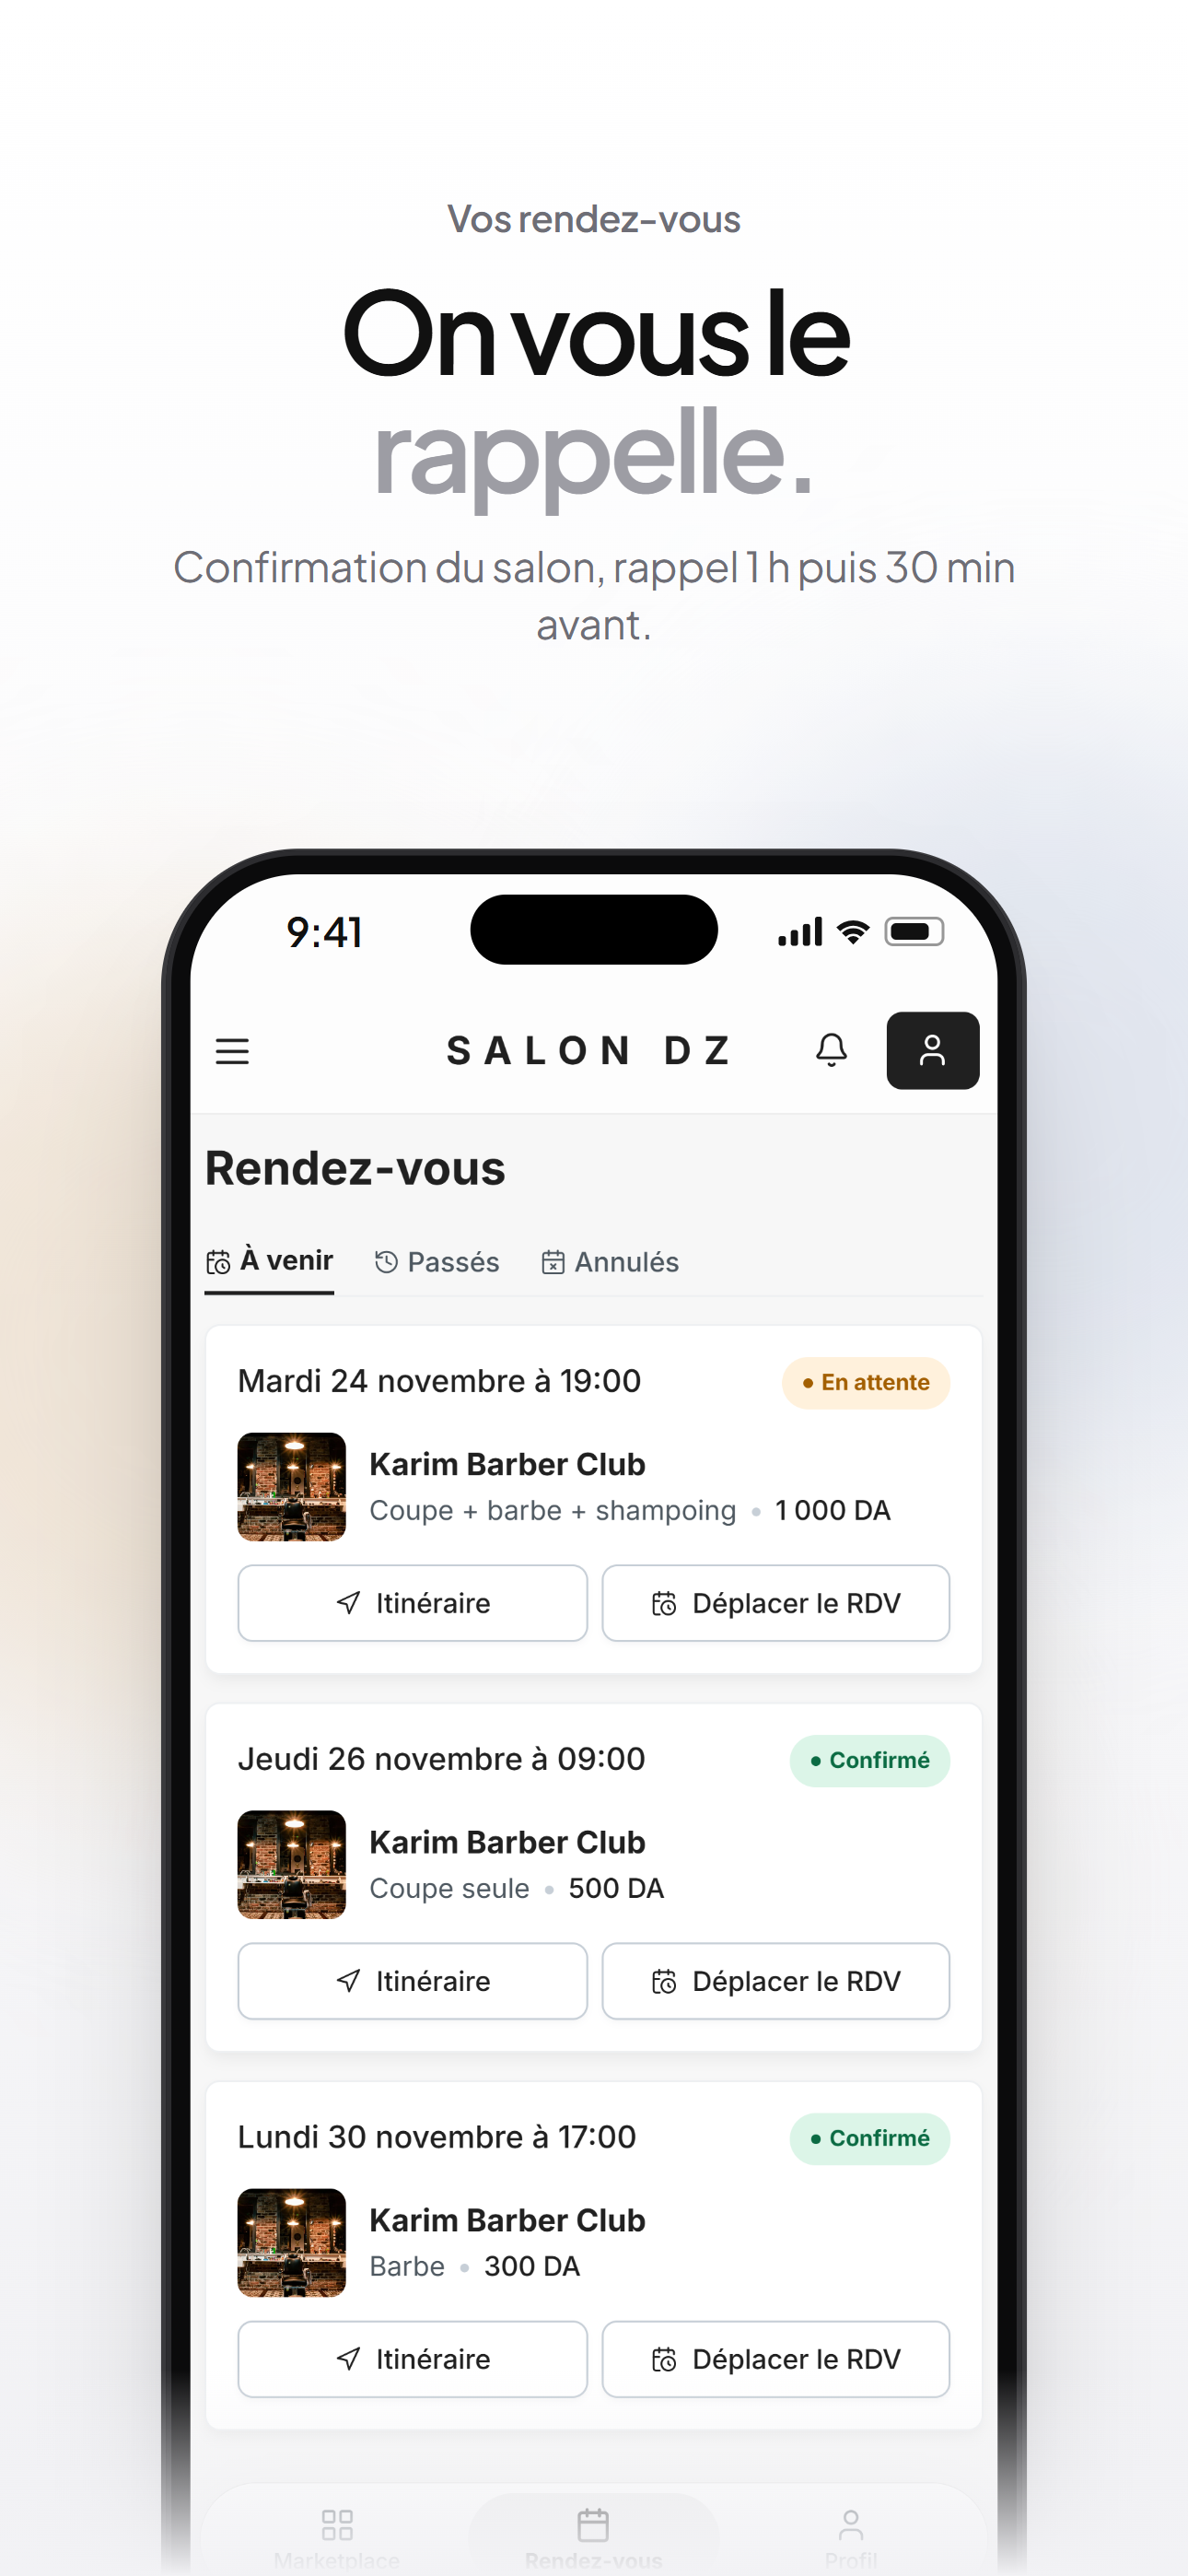 Vos rendez-vous
On vous le
rappelle.
Confirmation du salon, rappel 1 h puis 30 min
avant.
9:41
SALON DZ
Rendez-vous
À venir Passés Annulés
Mardi 24 novembre à 19:00 En attente
Karim Barber Club
Coupe + barbe + shampoing • 1 000 DA
Itinéraire Déplacer le RDV
Jeudi 26 novembre à 09:00 Confirmé
Karim Barber Club
Coupe seule • 500 DA
Itinéraire Déplacer le RDV
Lundi 30 novembre à 17:00 Confirmé
Karim Barber Club
Barbe • 300 DA
Itinéraire Déplacer le RDV
Marketplace Rendez-vous Profil